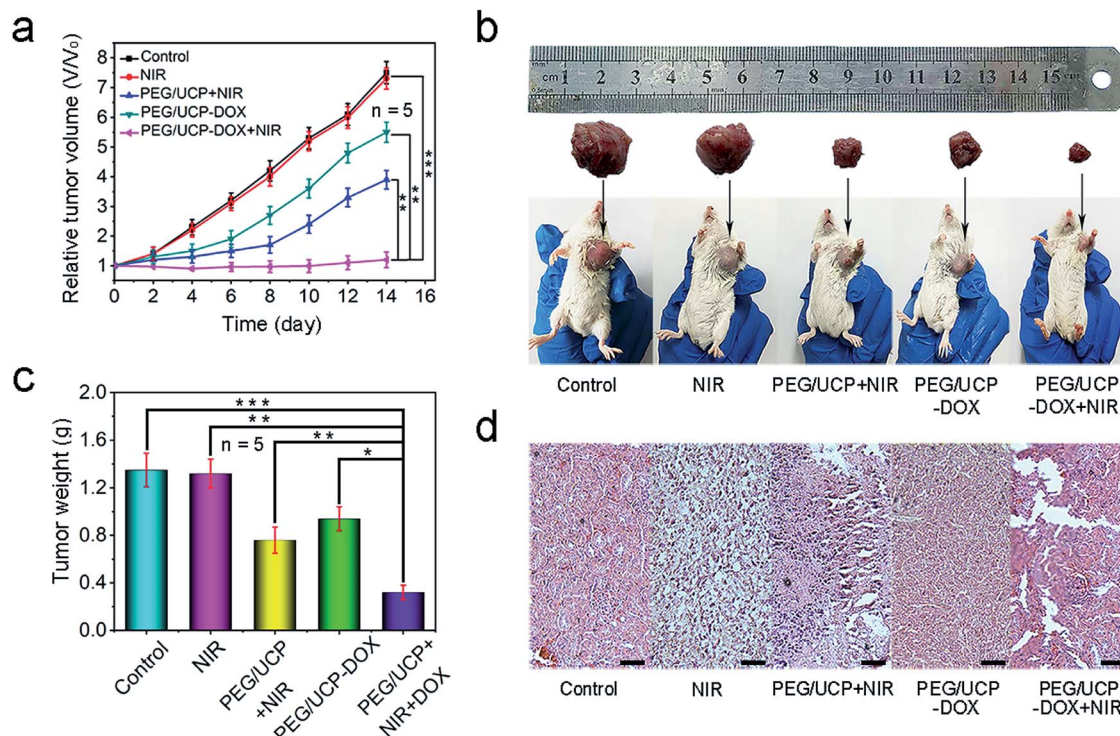 a
Relative tumor volume (V/V₀)
7
6
5
4
3
2
1
Control
NIR
PEG/UCP+NIR
PEG/UCP-DOX
PEG/UCP-DOX+NIR
n = 5
***
**
**
0 2 4 6 8 10 12 14 16
Time (day)
b
cm 1 2 3 4 5 6 7 8 9 10 11 12 13 14 15 cm
Control
NIR
PEG/UCP+NIR
PEG/UCP
-DOX
PEG/UCP
-DOX+NIR
c
Tumor weight (g)
2.0
1.6
1.2
0.8
0.4
0.0
***
**
n = 5
**
*
Control
NIR
PEG/UCP
+NIR
PEG/UCP-DOX
PEG/UCP+
NIR+DOX
d
Control
NIR
PEG/UCP+NIR
PEG/UCP
-DOX
PEG/UCP
-DOX+NIR